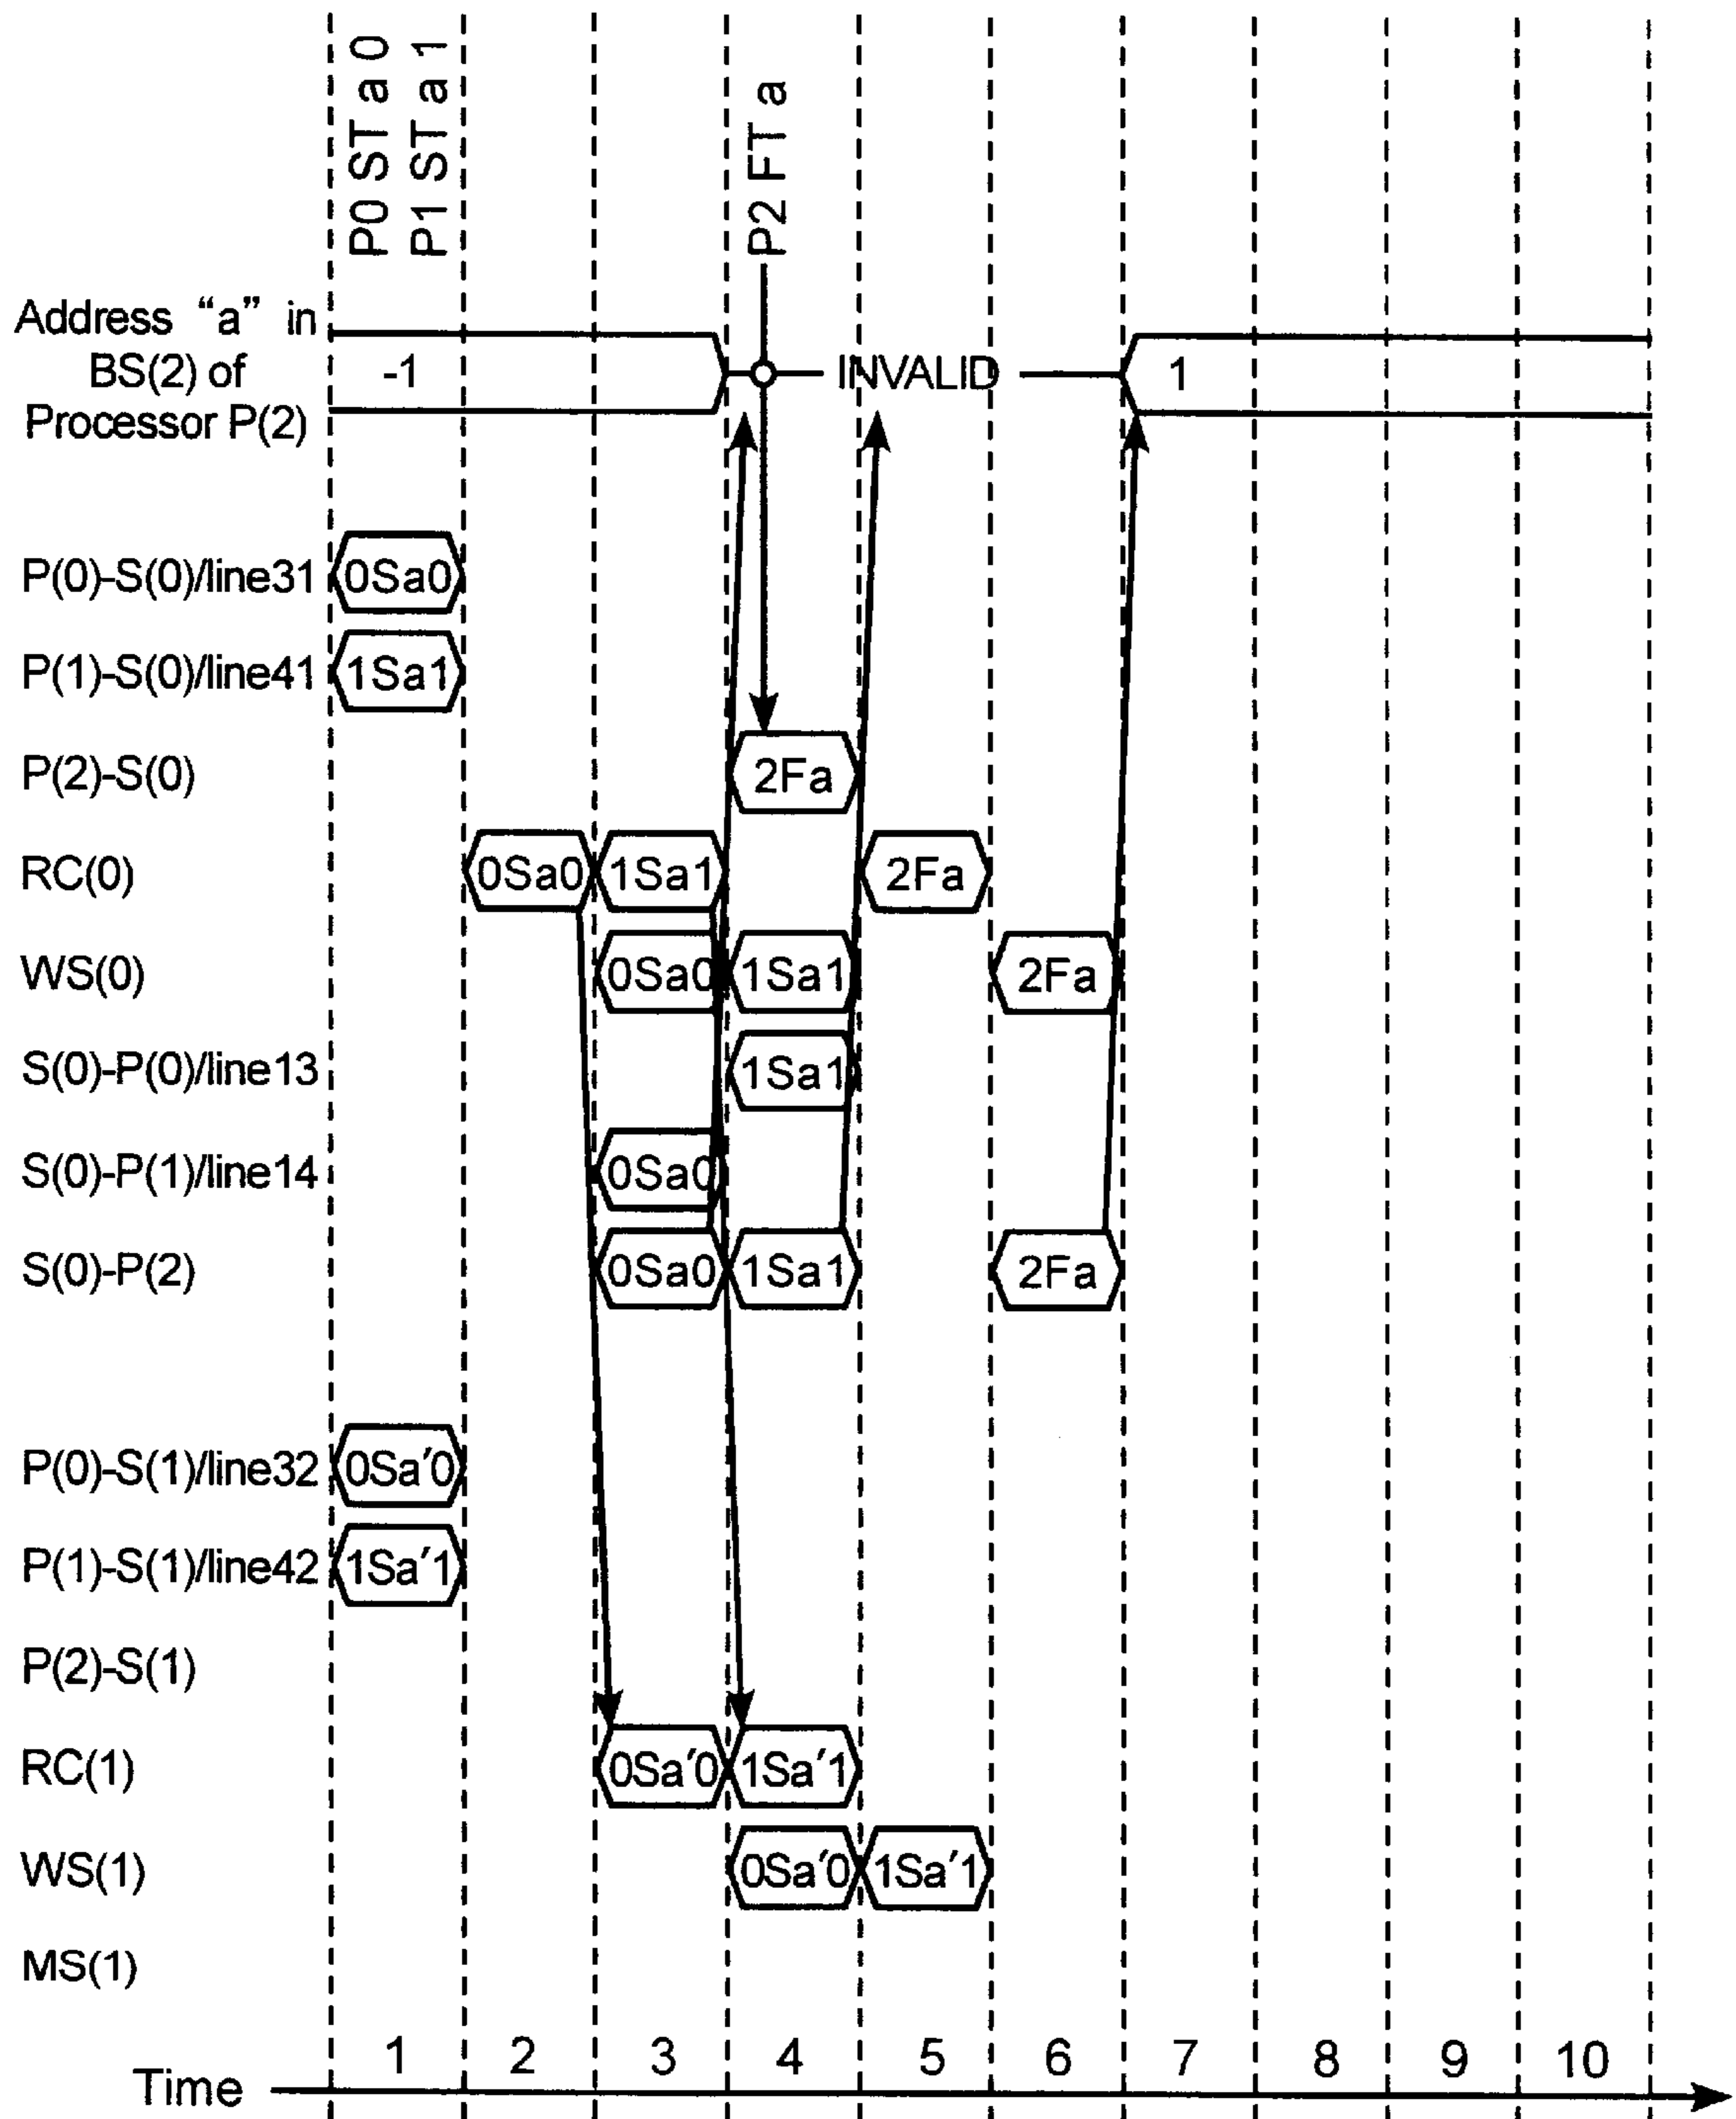 P0 ST a 0
P1 ST a 1
P2 FT a
Address “a” in
BS(2) of
Processor P(2)
-1
INVALID
1
P(0)-S(0)/line31 0Sa0
P(1)-S(0)/line41 1Sa1
P(2)-S(0) 2Fa
RC(0) 0Sa0 1Sa1 2Fa
WS(0) 0Sa0 1Sa1 2Fa
S(0)-P(0)/line13 1Sa1
S(0)-P(1)/line14 0Sa0
S(0)-P(2) 0Sa0 1Sa1 2Fa
P(0)-S(1)/line32 0Sa′0
P(1)-S(1)/line42 1Sa′1
P(2)-S(1)
RC(1) 0Sa′0 1Sa′1
WS(1) 0Sa′0 1Sa′1
MS(1)
1 2 3 4 5 6 7 8 9 10
Time